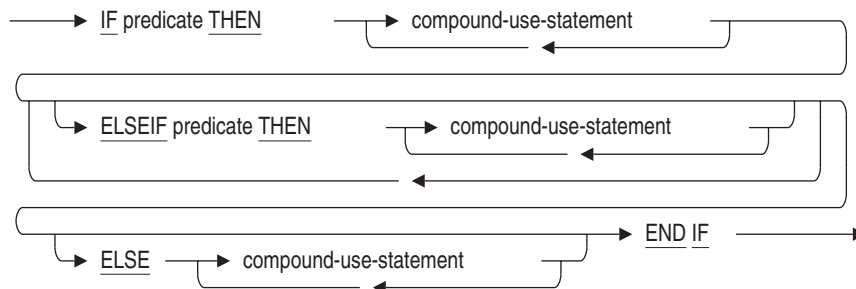 IF predicate THEN compound-use-statement
ELSEIF predicate THEN compound-use-statement
END IF
ELSE compound-use-statement